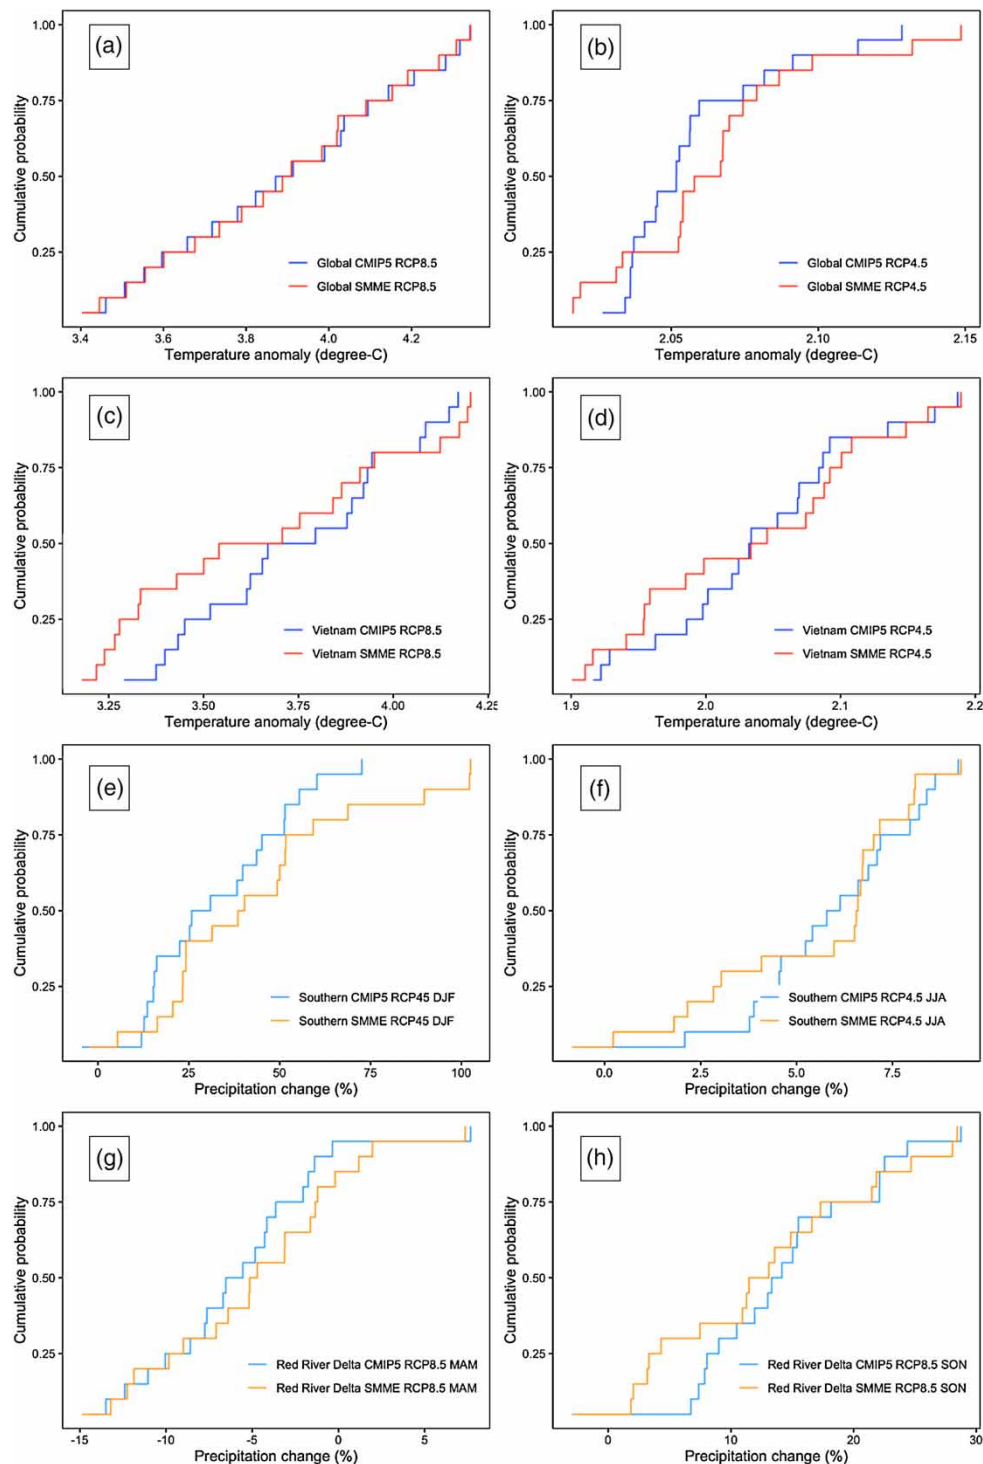 (a)
Cumulative probability
1.00
0.75
0.50
0.25
Global CMIP5 RCP8.5
Global SMME RCP8.5
3.4 3.6 3.8 4.0 4.2
Temperature anomaly (degree-C)
(b)
Cumulative probability
1.00
0.75
0.50
0.25
Global CMIP5 RCP4.5
Global SMME RCP4.5
2.05 2.10 2.15
Temperature anomaly (degree-C)
(c)
Cumulative probability
1.00
0.75
0.50
0.25
Vietnam CMIP5 RCP8.5
Vietnam SMME RCP8.5
3.25 3.50 3.75 4.00 4.25
Temperature anomaly (degree-C)
(d)
Cumulative probability
1.00
0.75
0.50
0.25
Vietnam CMIP5 RCP4.5
Vietnam SMME RCP4.5
1.9 2.0 2.1 2.2
Temperature anomaly (degree-C)
(e)
Cumulative probability
1.00
0.75
0.50
0.25
Southern CMIP5 RCP45 DJF
Southern SMME RCP45 DJF
0 25 50 75 100
Precipitation change (%)
(f)
Cumulative probability
1.00
0.75
0.50
0.25
Southern CMIP5 RCP4.5 JJA
Southern SMME RCP4.5 JJA
0.0 2.5 5.0 7.5
Precipitation change (%)
(g)
Cumulative probability
1.00
0.75
0.50
0.25
Red River Delta CMIP5 RCP8.5 MAM
Red River Delta SMME RCP8.5 MAM
-15 -10 -5 0 5
Precipitation change (%)
(h)
Cumulative probability
1.00
0.75
0.50
0.25
Red River Delta CMIP5 RCP8.5 SON
Red River Delta SMME RCP8.5 SON
0 10 20 30
Precipitation change (%)